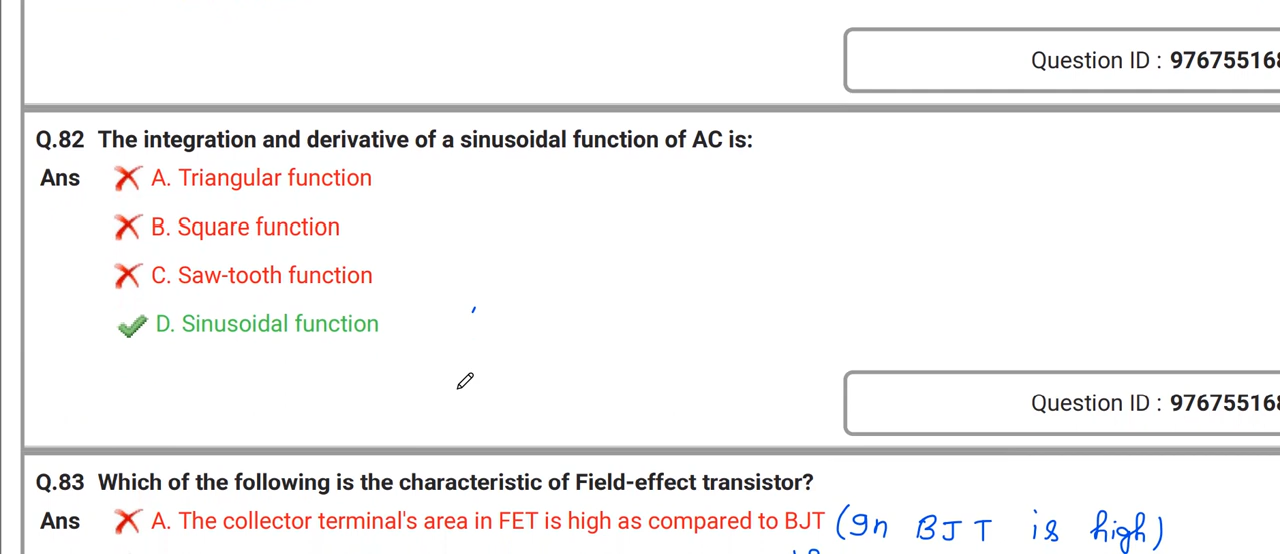 Question ID : 976755168
Q.82 The integration and derivative of a sinusoidal function of AC is:
Ans A. Triangular function
B. Square function
C. Saw-tooth function
D. Sinusoidal function
Question ID : 976755168
Q.83 Which of the following is the characteristic of Field-effect transistor?
Ans A. The collector terminal's area in FET is high as compared to BJT (In BJT is high)